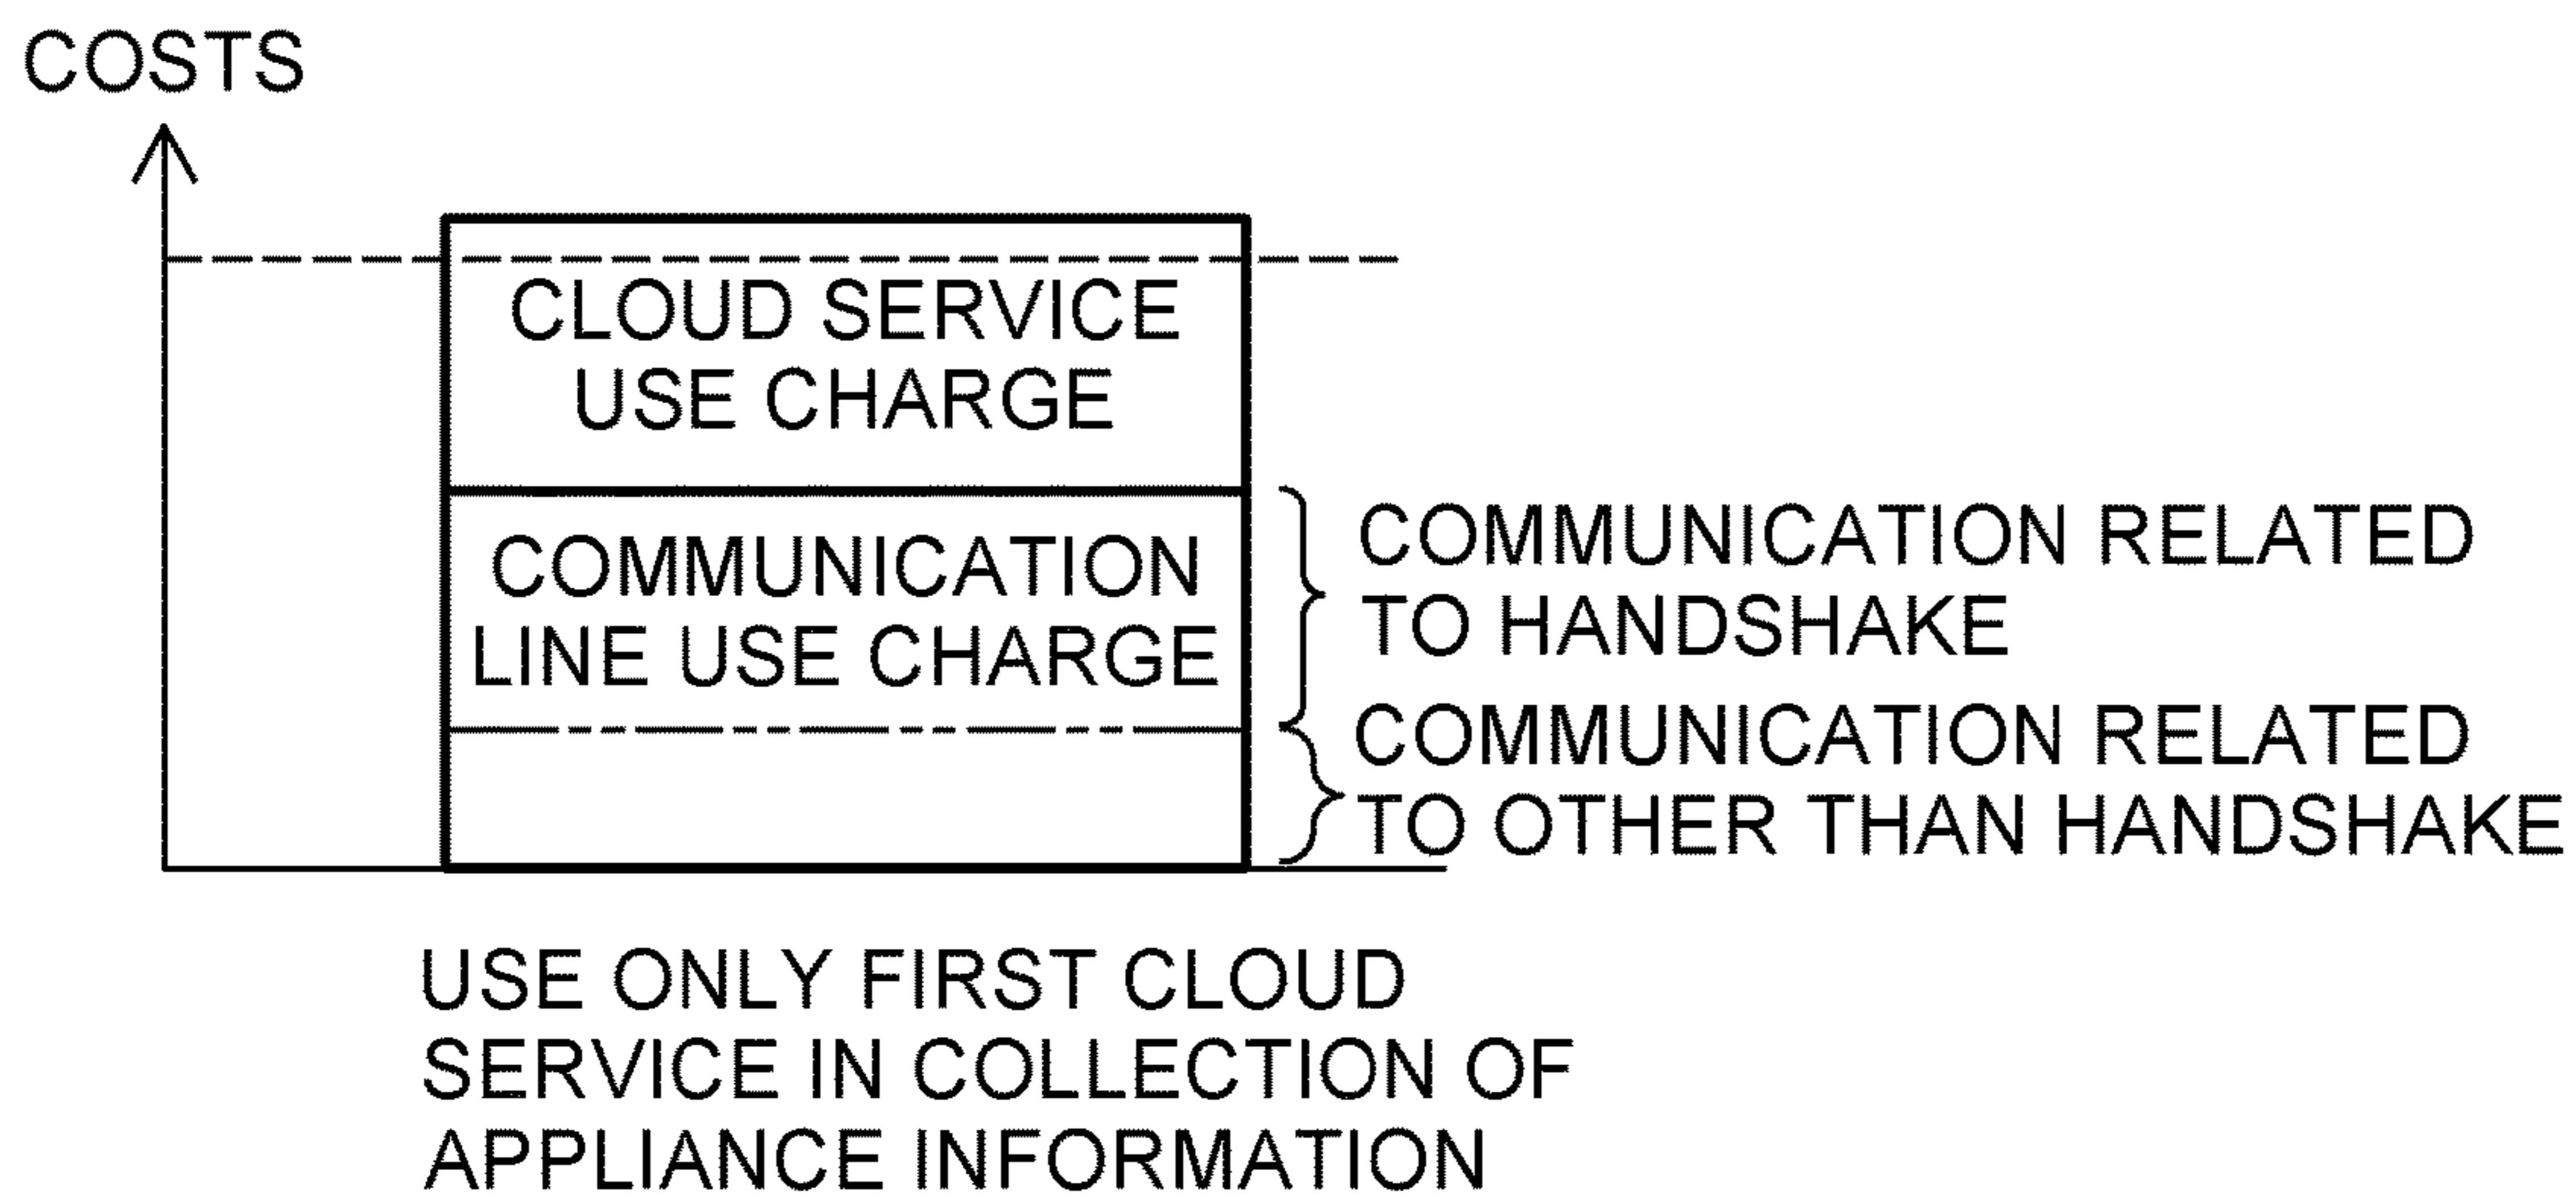 COSTS
CLOUD SERVICE
USE CHARGE
COMMUNICATION
LINE USE CHARGE
COMMUNICATION RELATED
TO HANDSHAKE
COMMUNICATION RELATED
TO OTHER THAN HANDSHAKE
USE ONLY FIRST CLOUD
SERVICE IN COLLECTION OF
APPLIANCE INFORMATION